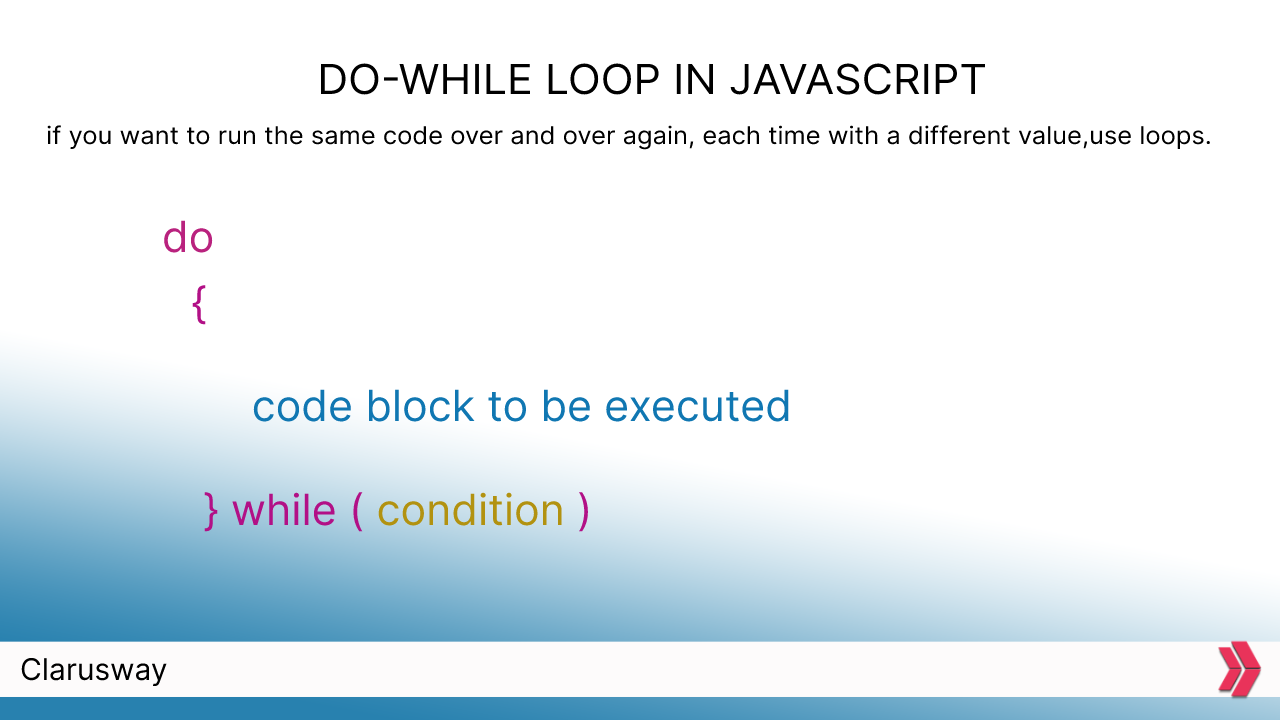 DO-WHILE LOOP IN JAVASCRIPT
if you want to run the same code over and over again, each time with a different value,use loops.
do
{
code block to be executed
} while ( condition )
Clarusway